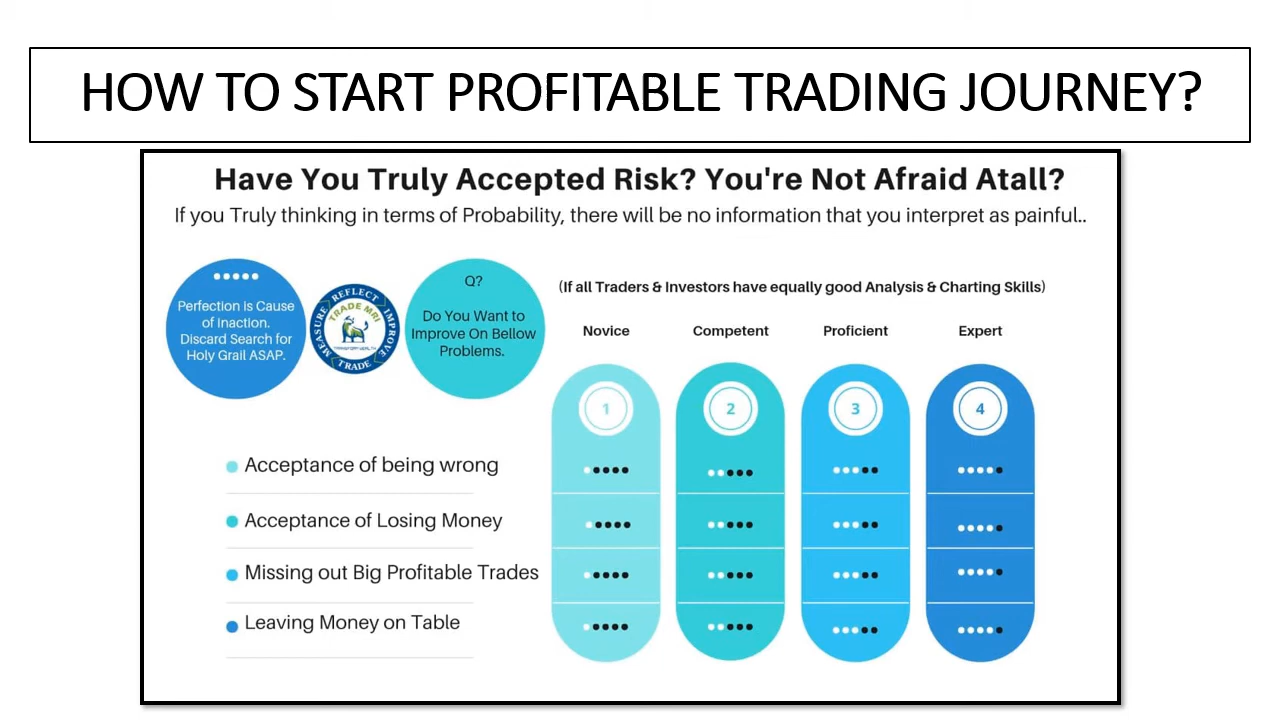 HOW TO START PROFITABLE TRADING JOURNEY?
Have You Truly Accepted Risk? You're Not Afraid Atall?
If you Truly thinking in terms of Probability, there will be no information that you interpret as painful..
Perfection is Cause
of Inaction.
Discard Search for
Holy Grail ASAP.
MEASURE REFLECT IMPROVE
TRADE MRI
TRADE
Q?
Do You Want to
Improve On Bellow
Problems.
(If all Traders & Investors have equally good Analysis & Charting Skills)
Novice Competent Proficient Expert
1 2 3 4
Acceptance of being wrong
Acceptance of Losing Money
Missing out Big Profitable Trades
Leaving Money on Table